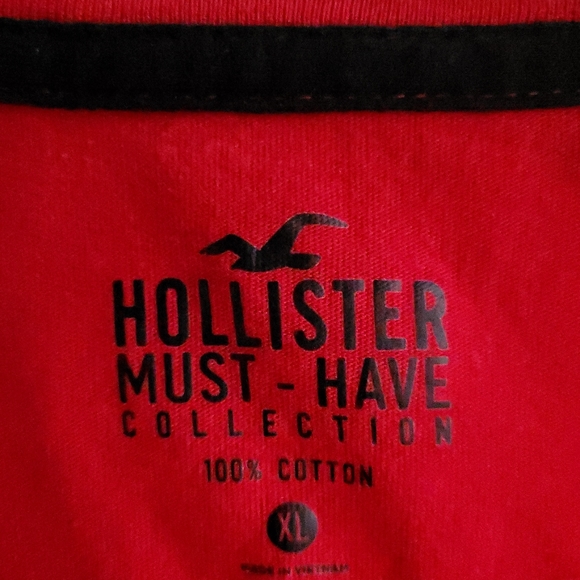 HOLLISTER
MUST - HAVE
COLLECTION
100% COTTON
XL
MADE IN VIETNAM